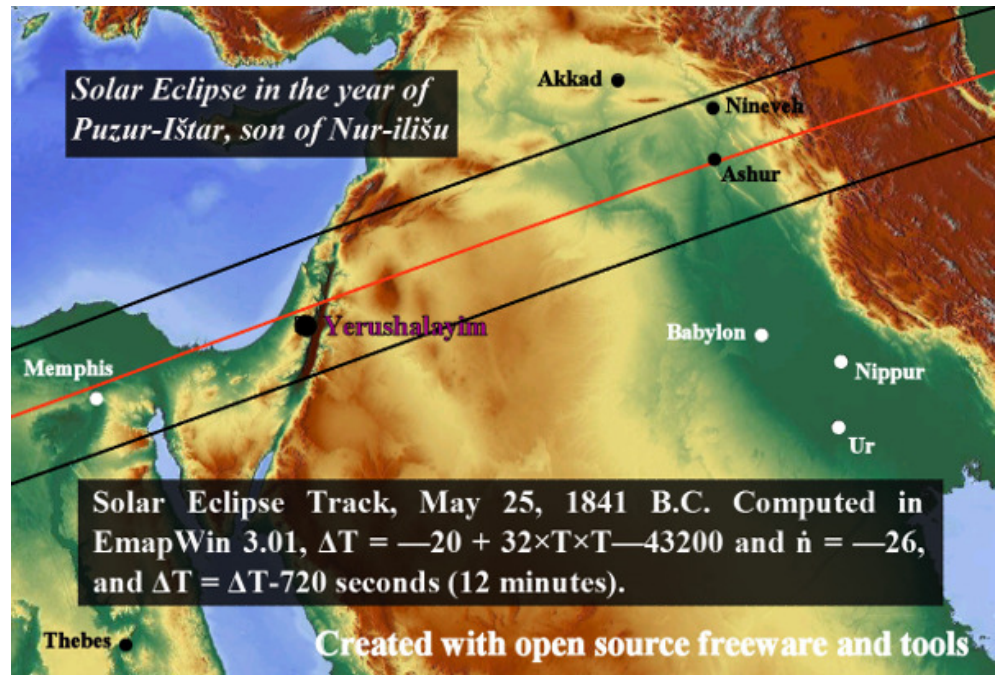 Solar Eclipse in the year of
Puzur-Ištar, son of Nur-ilišu
Akkad
Nineveh
Ashur
Yerushalayim
Babylon
Memphis
Nippur
Ur
Solar Eclipse Track, May 25, 1841 B.C. Computed in
EmapWin 3.01, ΔT = —20 + 32×T×T—43200 and ṅ = —26,
and ΔT = ΔT-720 seconds (12 minutes).
Thebes
Created with open source freeware and tools